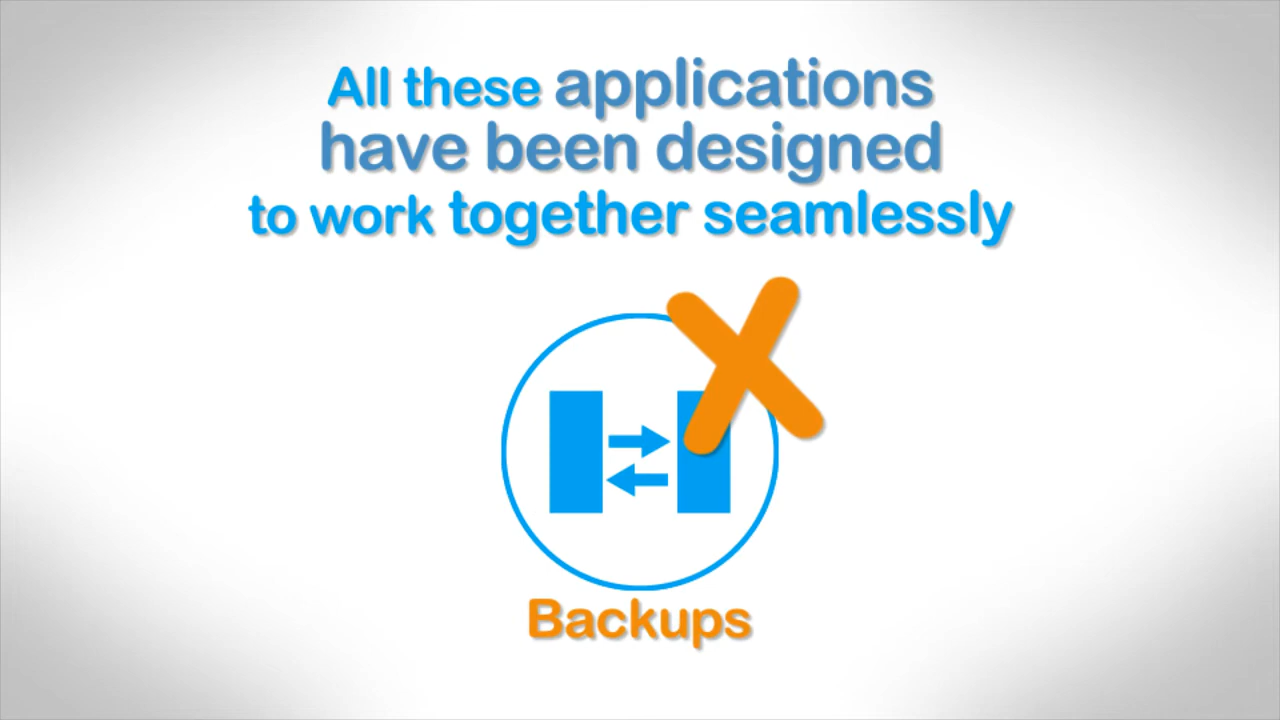 All these applications
have been designed
to work together seamlessly
Backups